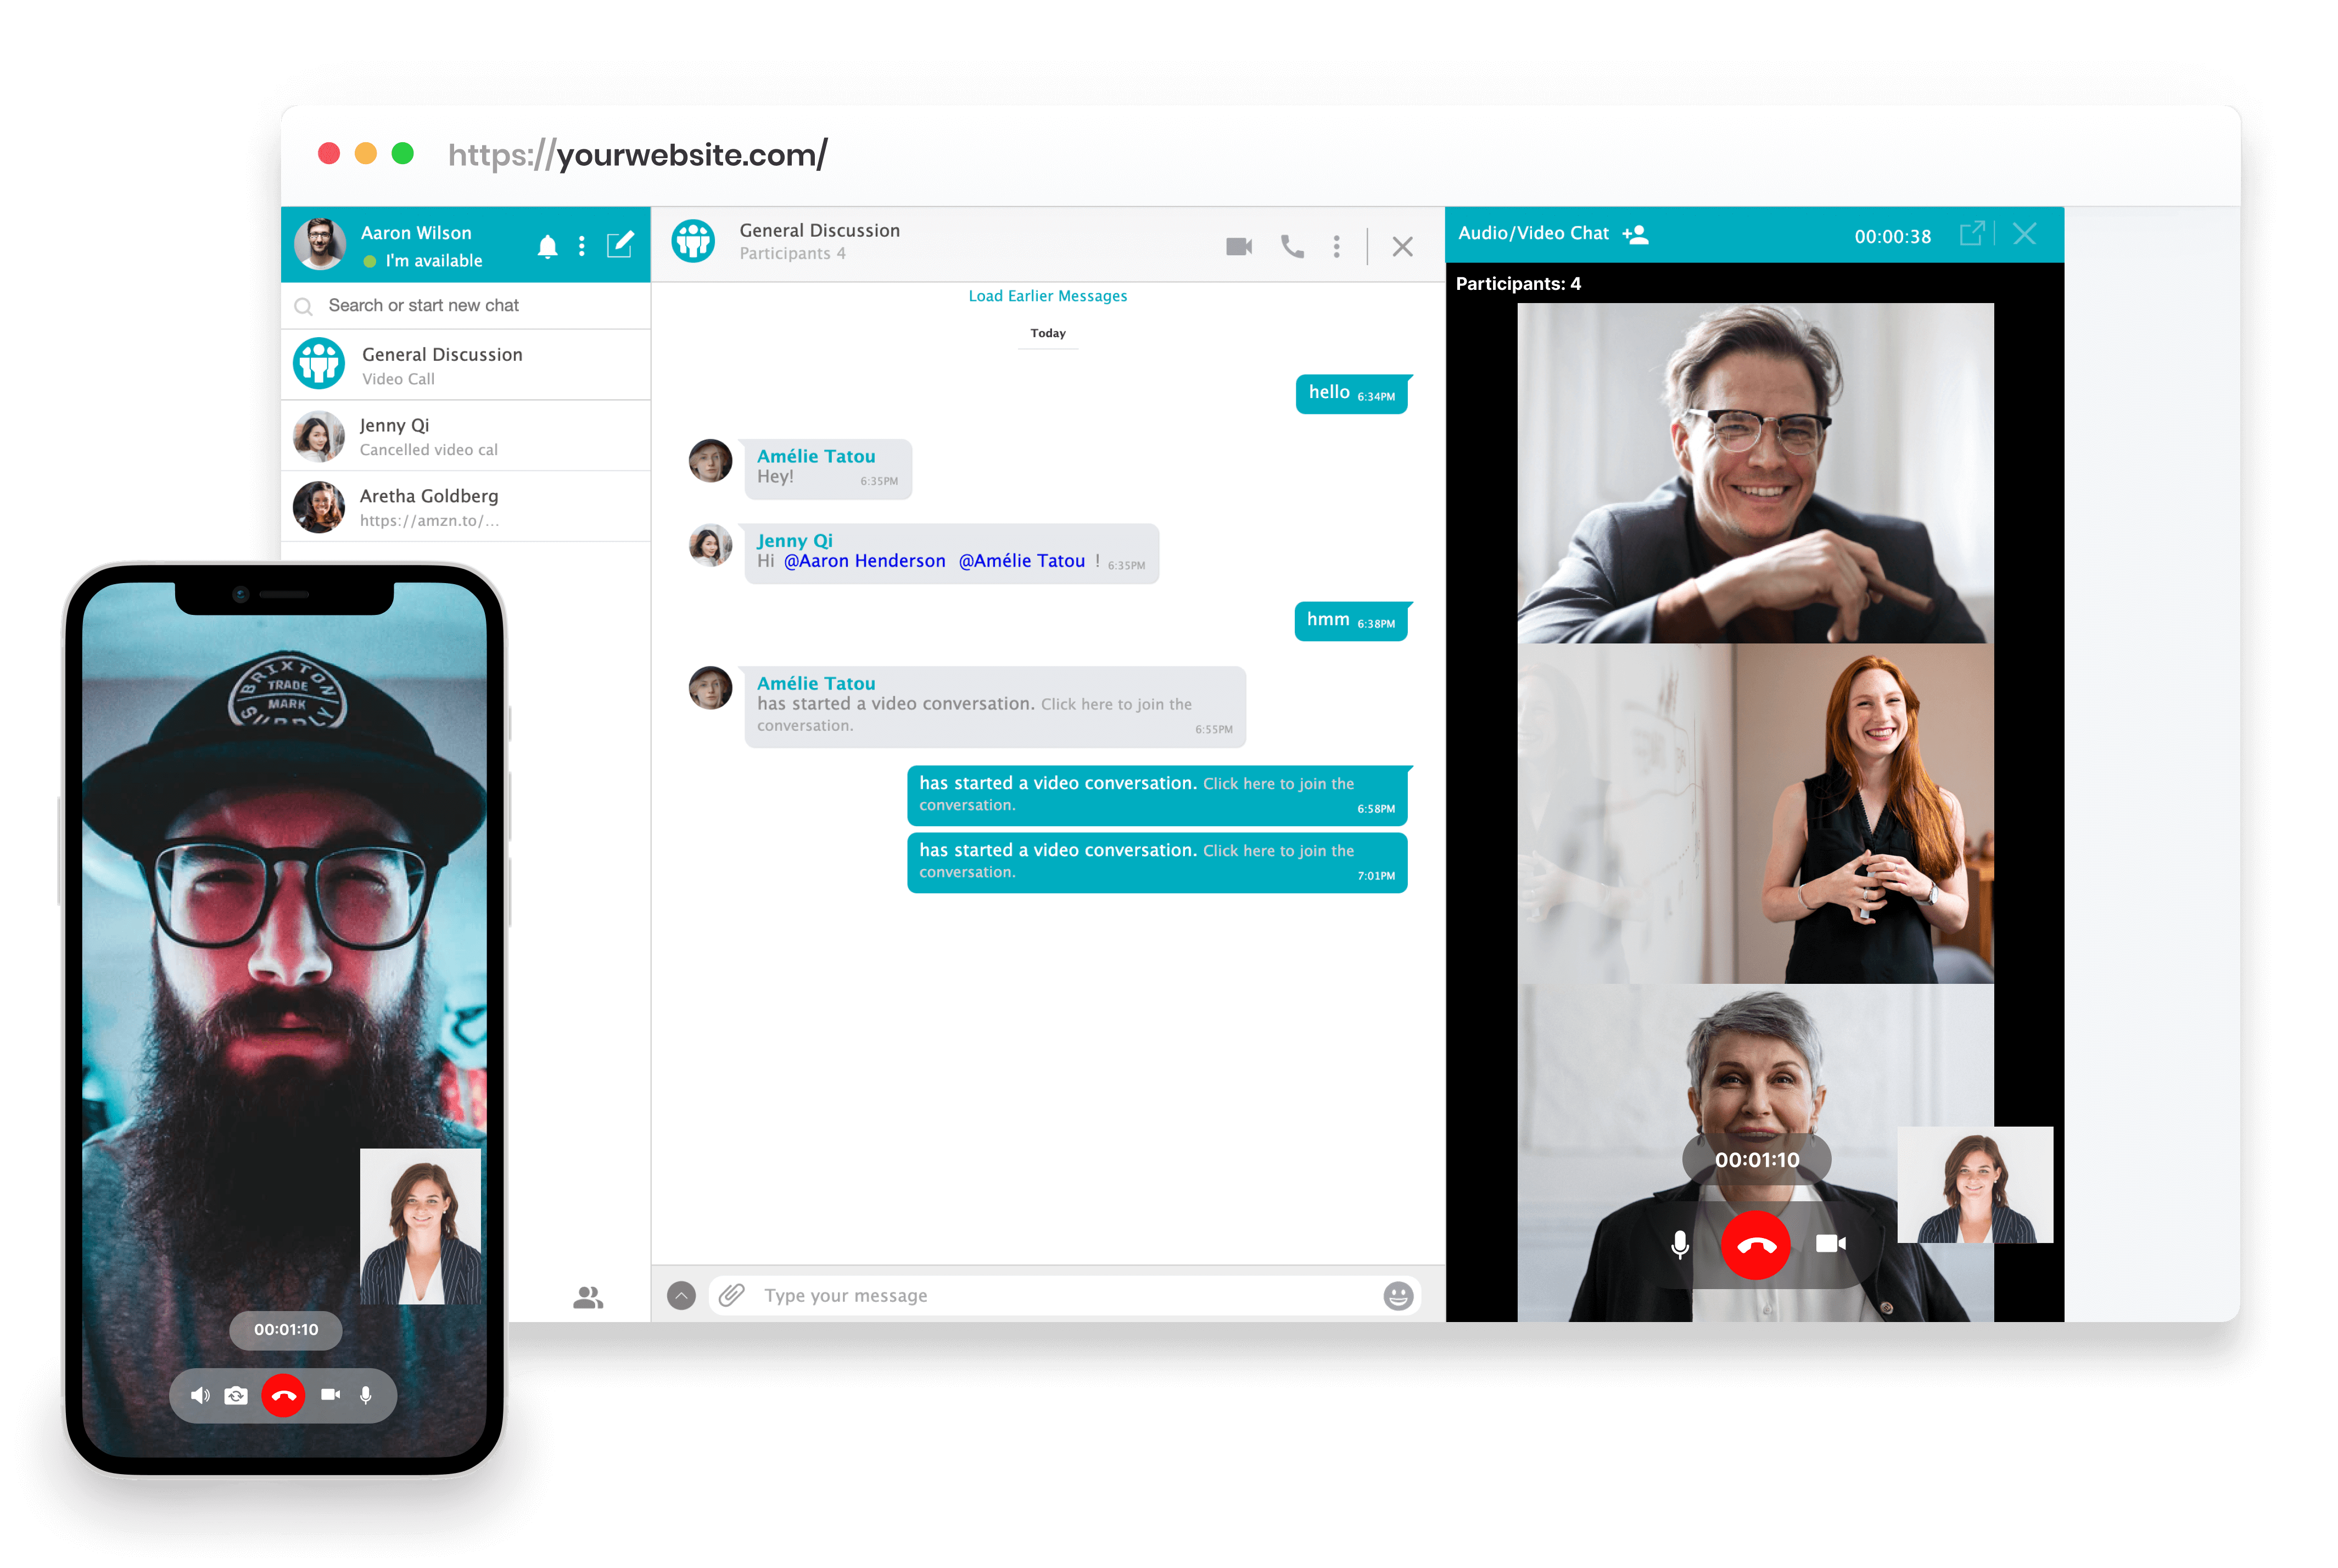 https://yourwebsite.com/
Aaron Wilson
I'm available
Search or start new chat
General Discussion
Video Call
Jenny Qi
Cancelled video cal
Aretha Goldberg
https://amzn.to/...
General Discussion
Participants 4
Load Earlier Messages
Today
hello 6:34PM
Amélie Tatou
Hey! 6:35PM
Jenny Qi
Hi @Aaron Henderson @Amélie Tatou ! 6:35PM
hmm 6:38PM
Amélie Tatou
has started a video conversation. Click here to join the
conversation. 6:55PM
has started a video conversation. Click here to join the
conversation. 6:58PM
has started a video conversation. Click here to join the
conversation. 7:01PM
Type your message
Audio/Video Chat 00:00:38
Participants: 4
00:01:10
BRIXTON
TRADE
MARK
SUPPLY
00:01:10